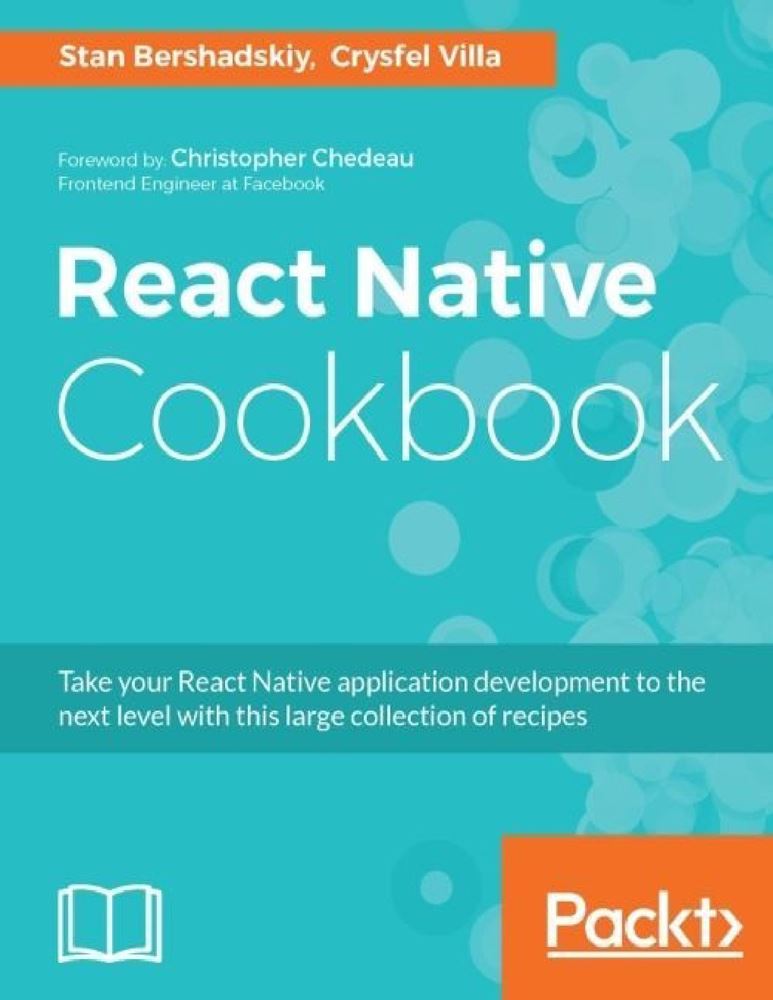 Stan Bershadskiy, Crysfel Villa
Foreword by: Christopher Chedeau
Frontend Engineer at Facebook
React Native
Cookbook
Take your React Native application development to the
next level with this large collection of recipes
Packt>